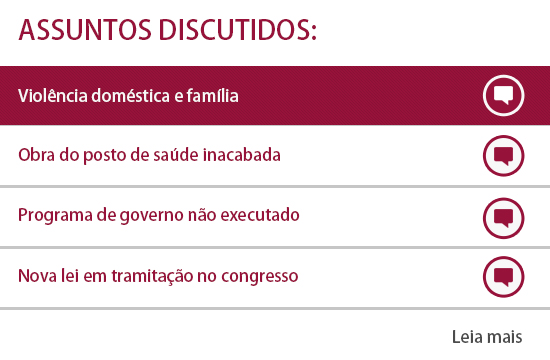 ASSUNTOS DISCUTIDOS:
Violência doméstica e família
Obra do posto de saúde inacabada
Programa de governo não executado
Nova lei em tramitação no congresso
Leia mais